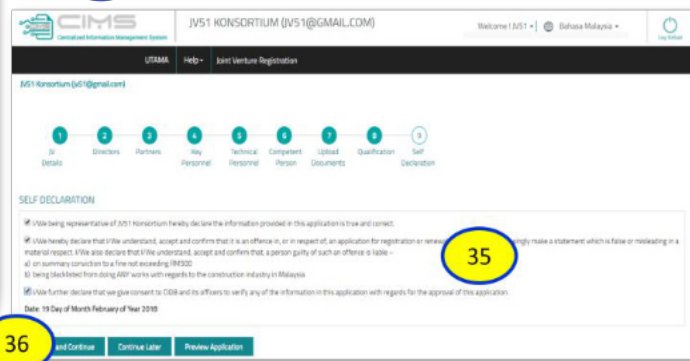 CIMS
Centralized Information Management System
JV51 KONSORTIUM (JV51@GMAIL.COM)
Welcome ! JV51
Bahasa Malaysia
Log Keluar
UTAMA Help Joint Venture Registration
JV51 Konsortium (jv51@gmail.com)
1 2 3 4 5 6 7 8 9
JV Details
Directors
Partners
Key Personnel
Technical Personnel
Competent Person
Upload Documents
Qualification
Self Declaration
SELF DECLARATION
I/We being representative of JV51 Konsortium hereby declare the information provided in this application is true and correct.
I/We hereby declare that I/We understand, accept and confirm that it is an offence in, or in respect of, an application for registration or renewal make a statement which is false or misleading in a
material respect. I/We also declare that I/We understand, accept and confirm that, a person guilty of such an offence is liable –
a) on summary conviction to a fine not exceeding RM500
b) being blacklisted from doing ANY works with regards to the construction industry in Malaysia
35
I/We further declare that we give consent to CIDB and its officers to verify any of the information in this application with regards for the approval of this application
Date: 19 Day of Month February of Year 2018
36
and Continue
Continue Later
Preview Application